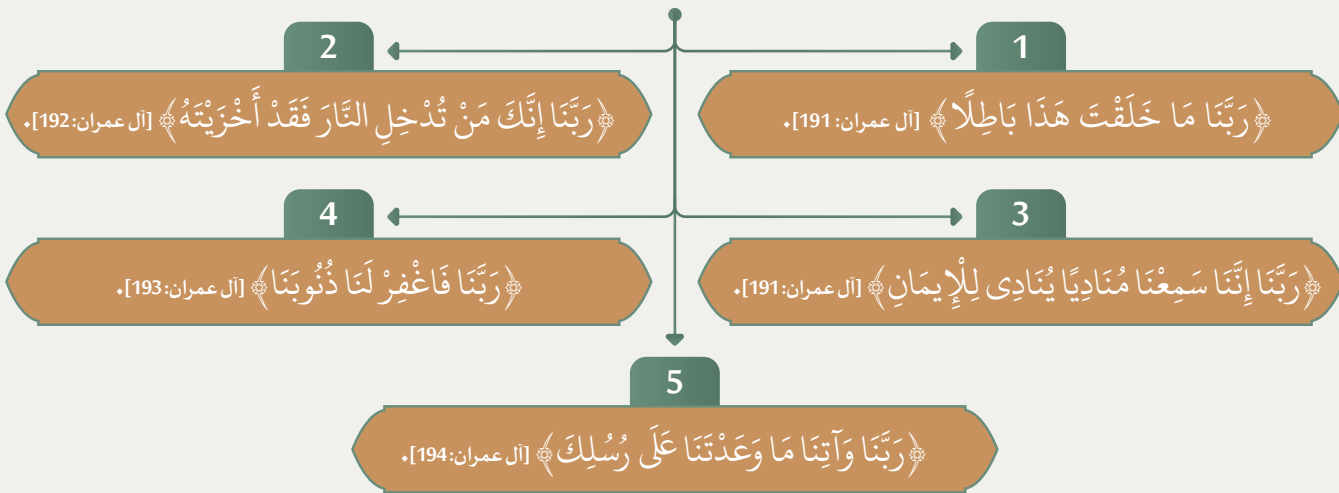 1
﴿رَبَّنَا مَا خَلَقْتَ هَذَا بَاطِلًا﴾ [آل عمران: 191].
2
﴿رَبَّنَا إِنَّكَ مَنْ تُدْخِلِ النَّارَ فَقَدْ أَخْزَيْتَهُ﴾ [آل عمران: 192].
3
﴿رَبَّنَا إِنَّنَا سَمِعْنَا مُنَادِيًا يُنَادِى لِلْإِيمَانِ﴾ [آل عمران: 191].
4
﴿رَبَّنَا فَاغْفِرْ لَنَا ذُنُوبَنَا﴾ [آل عمران: 193].
5
﴿رَبَّنَا وَآتِنَا مَا وَعَدْتَنَا عَلَى رُسُلِكَ﴾ [آل عمران: 194].